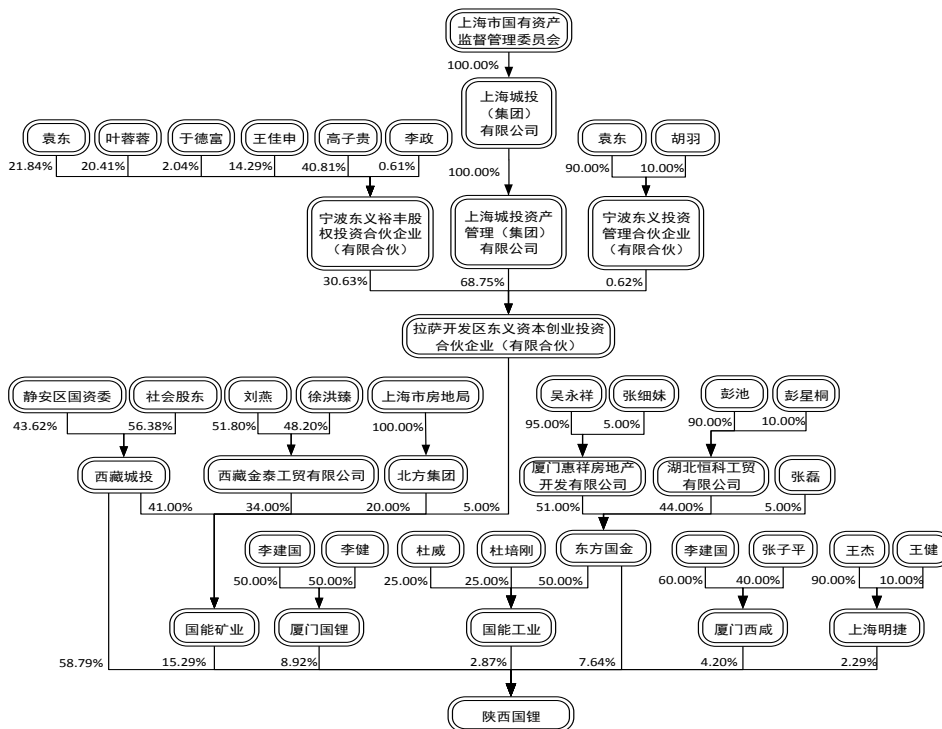 上海市国有资产
监督管理委员会
100.00%
上海城投
（集团）
有限公司
袁东
叶蓉蓉
于德富
王佳申
高子贵
李政
袁东
胡羽
21.84%
20.41%
2.04%
14.29%
40.81%
0.61%
100.00%
90.00%
10.00%
宁波东义裕丰股
权投资合伙企业
（有限合伙）
上海城投资产
管理（集团）
有限公司
宁波东义投资
管理合伙企业
（有限合伙）
30.63%
68.75%
0.62%
拉萨开发区东义资本创业投资
合伙企业（有限合伙）
静安区国资委
社会股东
刘燕
徐洪臻
上海市房地局
吴永祥
张细妹
彭池
彭星桐
43.62%
56.38%
51.80%
48.20%
100.00%
95.00%
5.00%
90.00%
10.00%
西藏城投
西藏金泰工贸有限公司
北方集团
厦门惠祥房地产
开发有限公司
湖北恒科工贸
有限公司
张磊
41.00%
34.00%
20.00%
5.00%
51.00%
44.00%
5.00%
李建国
李健
杜威
杜培刚
东方国金
李建国
张子平
王杰
王健
50.00%
50.00%
25.00%
25.00%
50.00%
60.00%
40.00%
90.00%
10.00%
国能矿业
厦门国锂
国能工业
厦门西咸
上海明捷
58.79%
15.29%
8.92%
2.87%
7.64%
4.20%
2.29%
陕西国锂